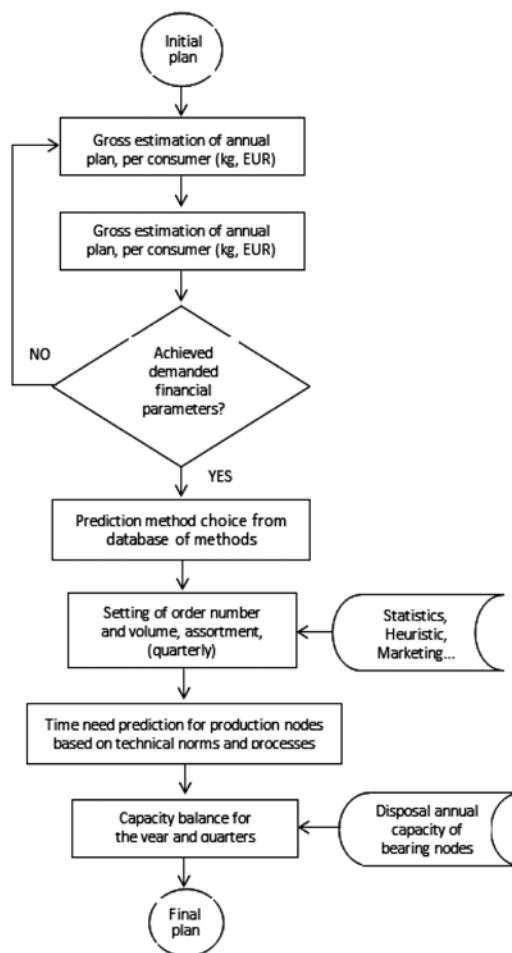 Initial
plan
Gross estimation of annual
plan, per consumer (kg, EUR)
Gross estimation of annual
plan, per consumer (kg, EUR)
NO
Achieved
demanded
financial
parameters?
YES
Prediction method choice from
database of methods
Setting of order number
and volume, assortment,
(quarterly)
Statistics,
Heuristic,
Marketing...
Time need prediction for production nodes
based on technical norms and processes
Capacity balance for
the year and quarters
Disposal annual
capacity of
bearing nodes
Final
plan